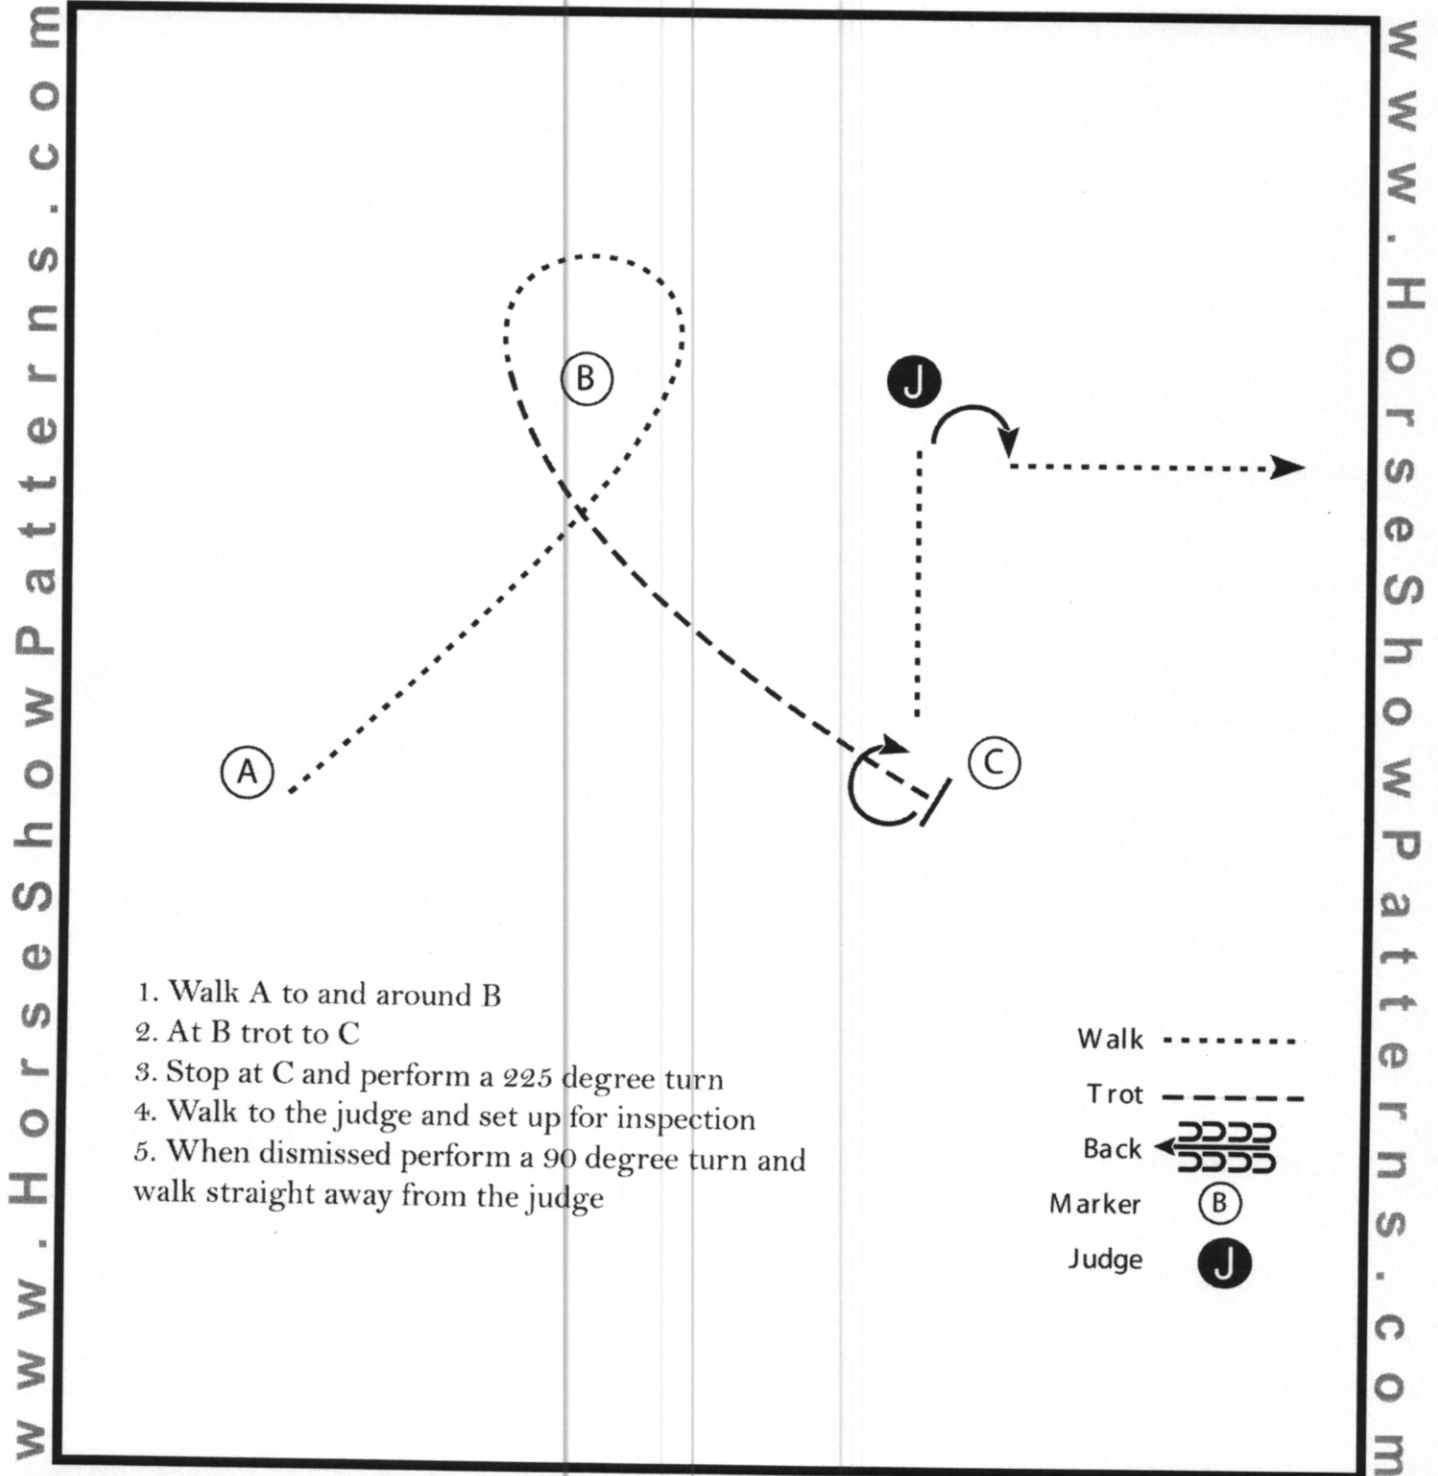 www.HorseShowPatterns.com
www.HorseShowPatterns.com
B
J
A
C
1. Walk A to and around B
2. At B trot to C
3. Stop at C and perform a 225 degree turn
4. Walk to the judge and set up for inspection
5. When dismissed perform a 90 degree turn and
walk straight away from the judge
Walk
Trot
Back
Marker B
Judge J